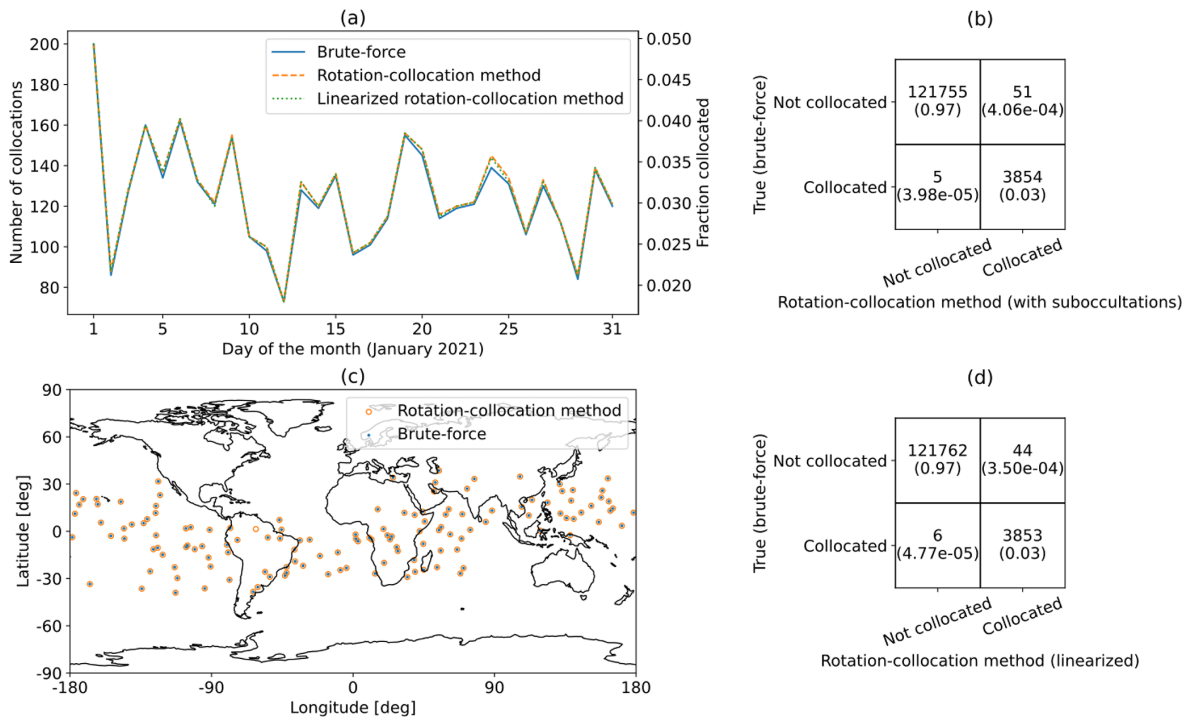 (a)
200
180
160
140
120
100
80
Number of collocations
Brute-force
Rotation-collocation method
Linearized rotation-collocation method
0.050
0.045
0.040
0.035
0.030
0.025
0.020
Fraction collocated
1
5
10
15
20
25
31
Day of the month (January 2021)
(b)
True (brute-force)
Not collocated
Collocated
121755
(0.97)
51
(4.06e-04)
5
(3.98e-05)
3854
(0.03)
Not collocated
Collocated
Rotation-collocation method (with suboccultations)
(c)
90
60
30
0
-30
-60
-90
Latitude [deg]
Rotation-collocation method
Brute-force
-180
-90
0
90
180
Longitude [deg]
(d)
True (brute-force)
Not collocated
Collocated
121762
(0.97)
44
(3.50e-04)
6
(4.77e-05)
3853
(0.03)
Not collocated
Collocated
Rotation-collocation method (linearized)